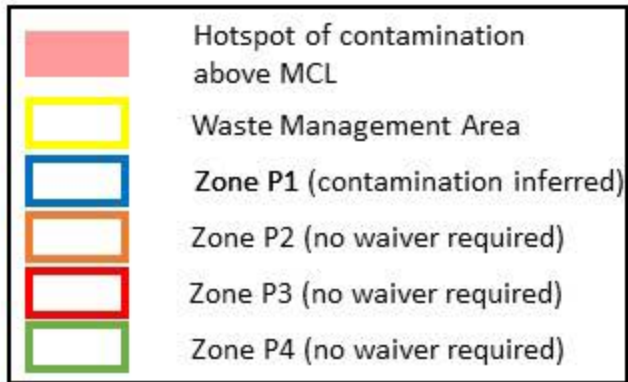 Hotspot of contamination
above MCL
Waste Management Area
Zone P1 (contamination inferred)
Zone P2 (no waiver required)
Zone P3 (no waiver required)
Zone P4 (no waiver required)